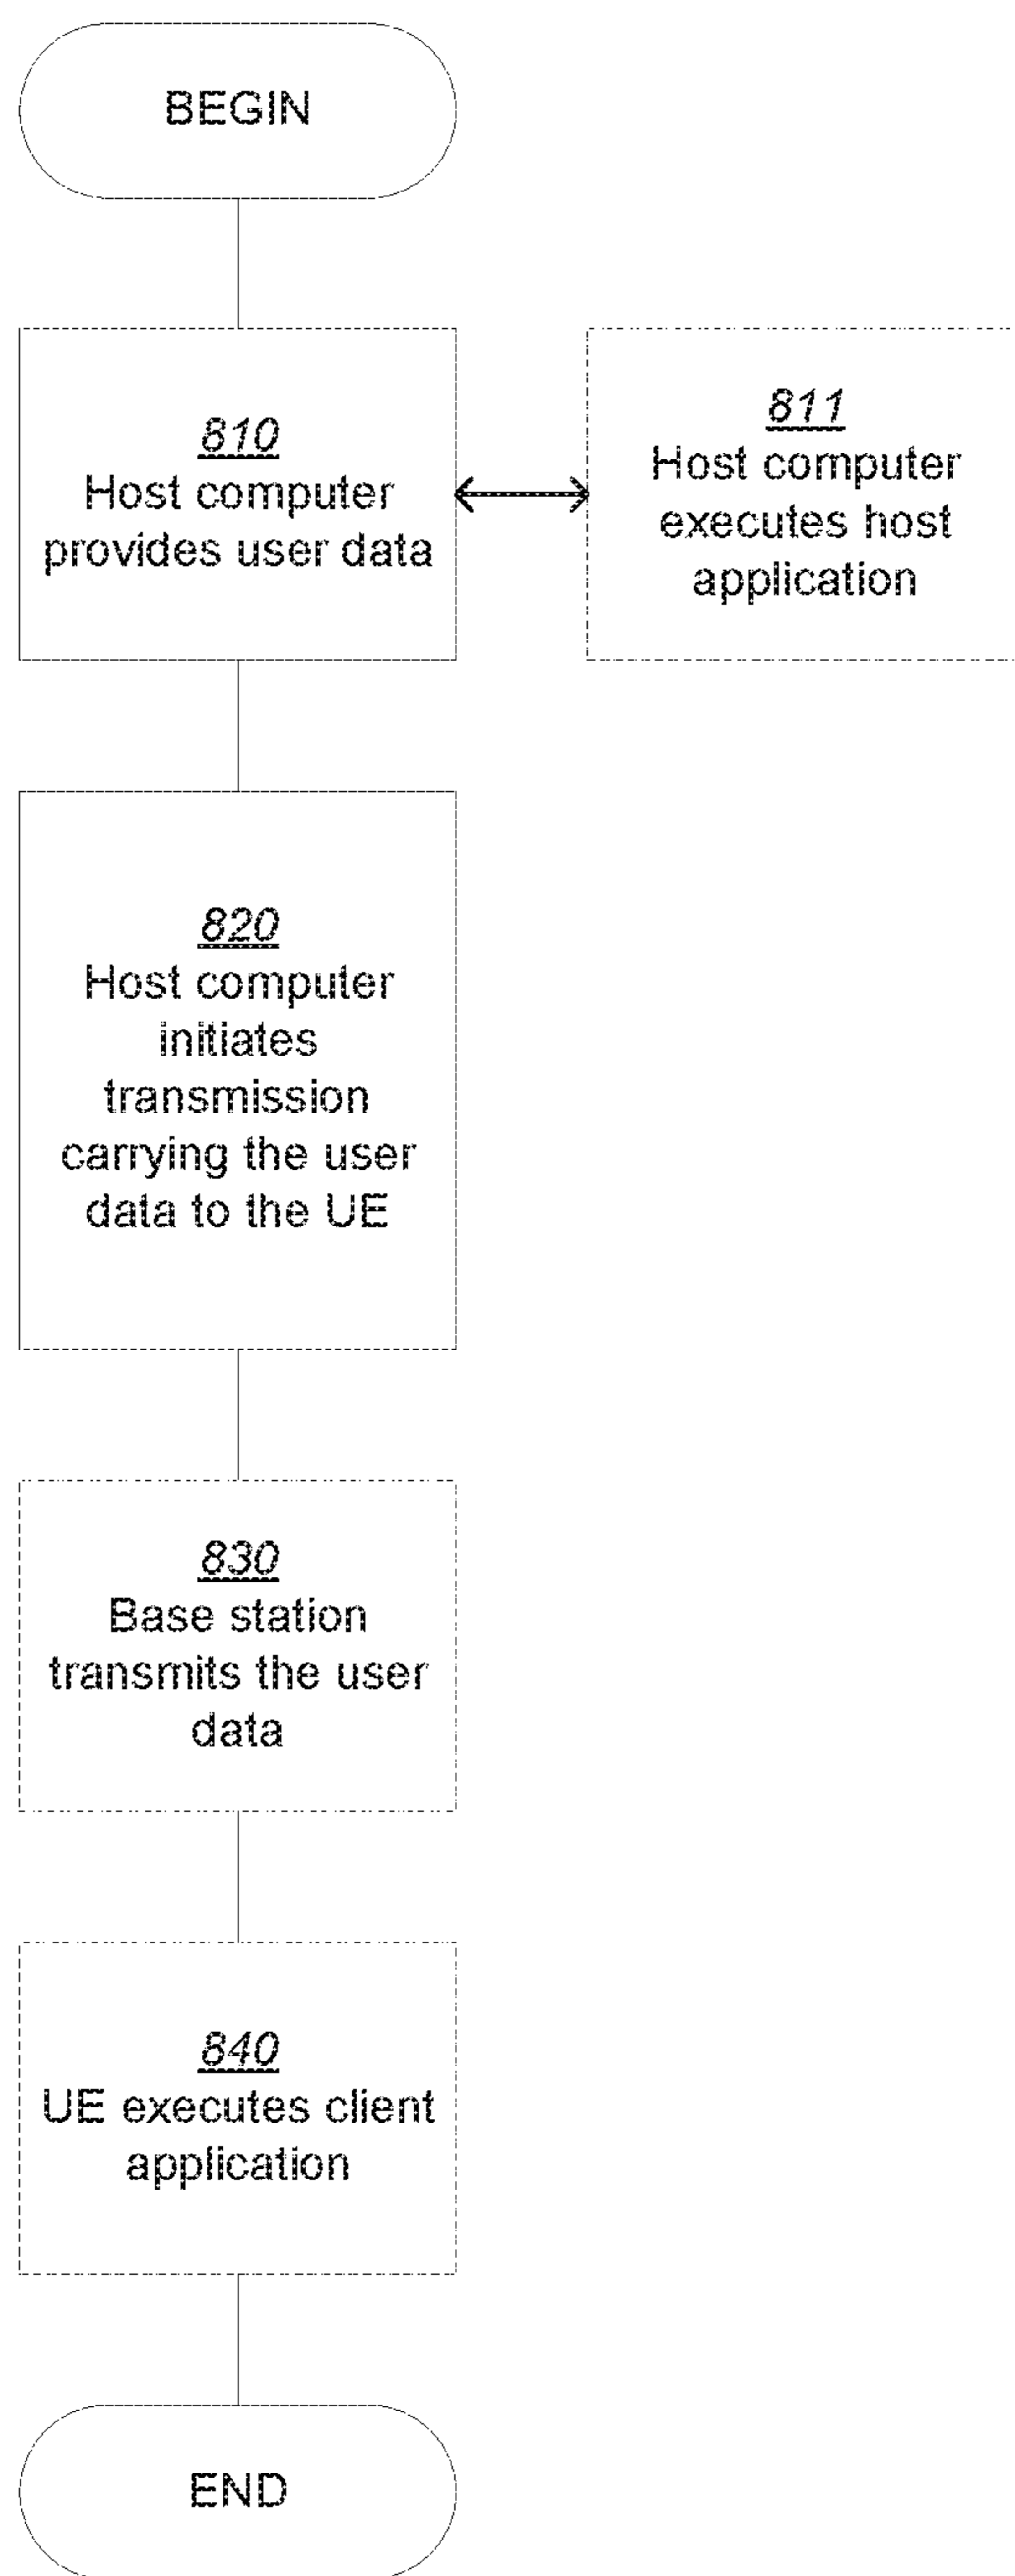 BEGIN
810
Host computer
provides user data
811
Host computer
executes host
application
820
Host computer
initiates
transmission
carrying the user
data to the UE
830
Base station
transmits the user
data
840
UE executes client
application
END